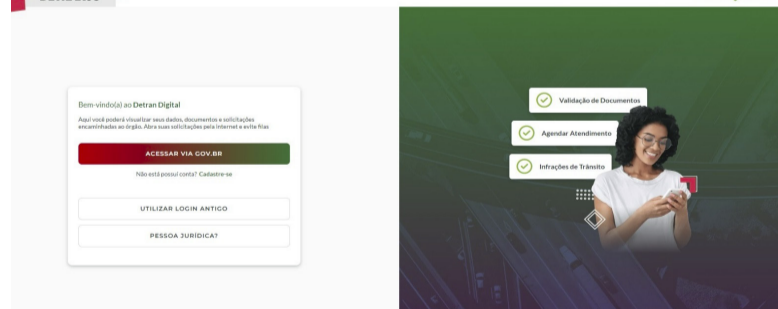 Bem-vindo(a) ao Detran Digital
Aqui você poderá visualizar seus dados, documentos e solicitações
encaminhadas ao órgão. Abra suas solicitações pela internet e evite filas
ACESSAR VIA GOV.BR
Não está possui conta? Cadastre-se
UTILIZAR LOGIN ANTIGO
PESSOA JURÍDICA?
Validação de Documentos
Agendar Atendimento
Infrações de Trânsito